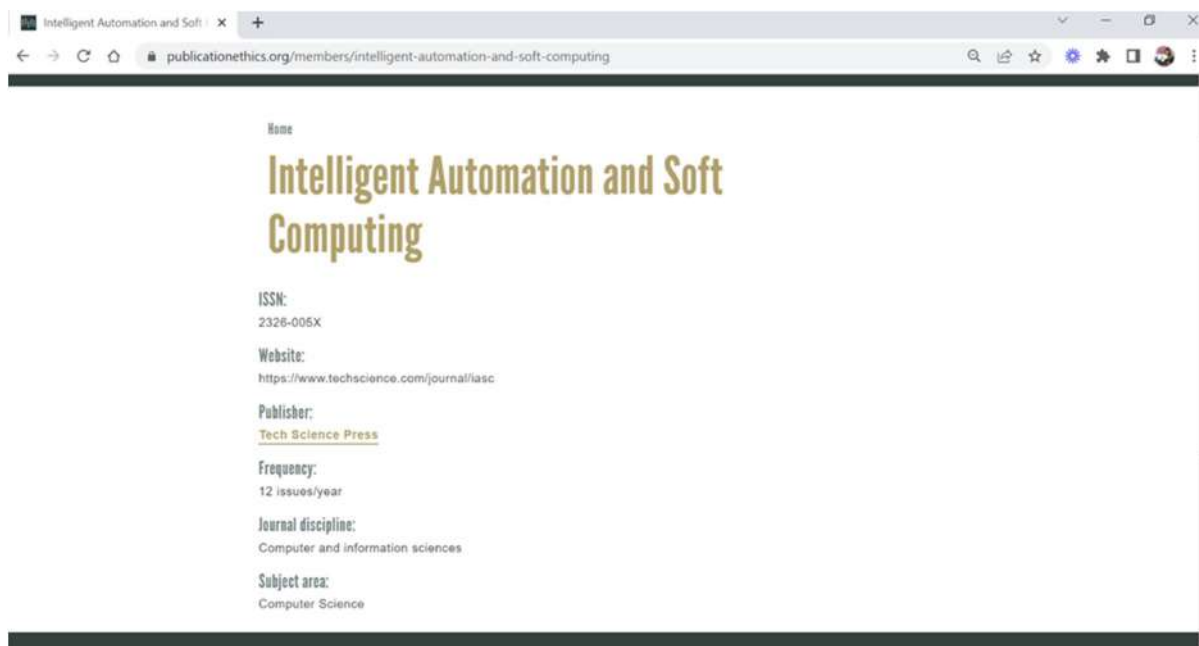 Intelligent Automation and Soft
publicationethics.org/members/intelligent-automation-and-soft-computing
Home
Intelligent Automation and Soft
Computing
ISSN:
2326-005X
Website:
https://www.techscience.com/journal/iasc
Publisher:
Tech Science Press
Frequency:
12 issues/year
Journal discipline:
Computer and information sciences
Subject area:
Computer Science